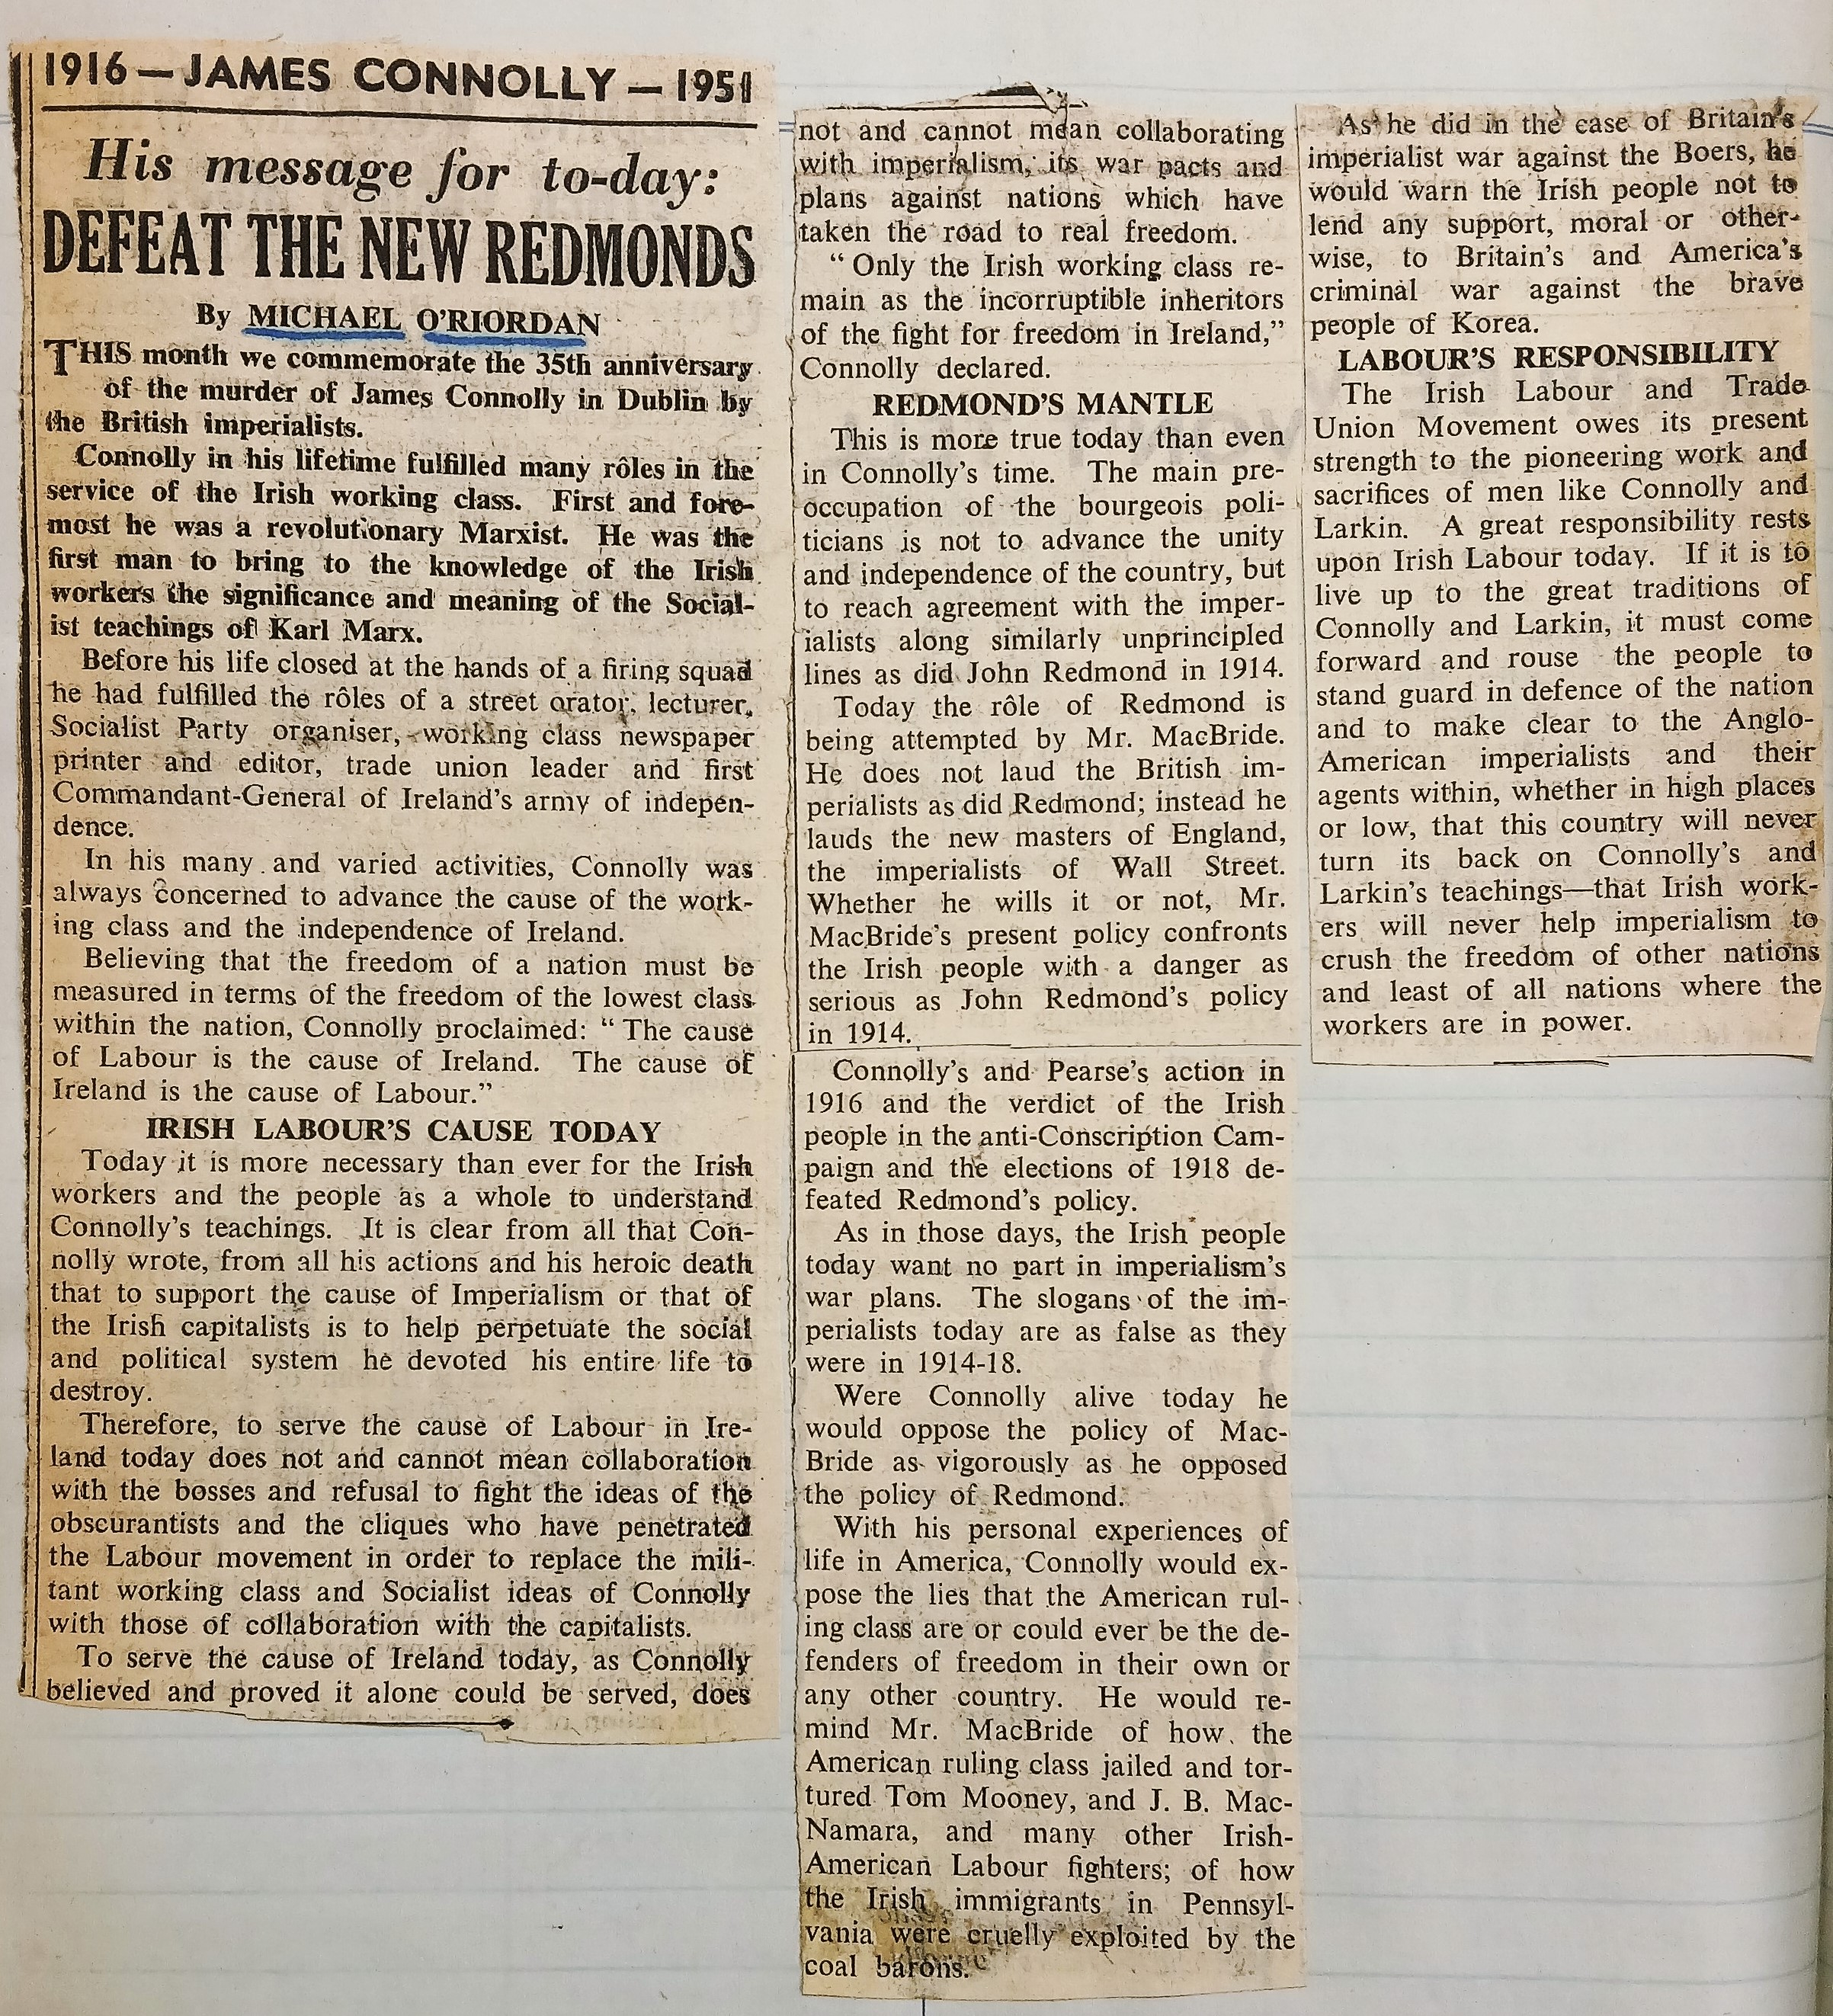 1916 — JAMES CONNOLLY — 1951
His message for to-day:
DEFEAT THE NEW REDMONDS
By MICHAEL O'RIORDAN
THIS month we commemorate the 35th anniversary
of the murder of James Connolly in Dublin by
the British imperialists.
Connolly in his lifetime fulfilled many rôles in the
service of the Irish working class. First and fore-
most he was a revolutionary Marxist. He was the
first man to bring to the knowledge of the Irish
workers the significance and meaning of the Social-
ist teachings of Karl Marx.
Before his life closed at the hands of a firing squad
he had fulfilled the rôles of a street orator, lecturer,
Socialist Party organiser, working class newspaper
printer and editor, trade union leader and first
Commandant-General of Ireland's army of indepen-
dence.
In his many and varied activities, Connolly was
always concerned to advance the cause of the work-
ing class and the independence of Ireland.
Believing that the freedom of a nation must be
measured in terms of the freedom of the lowest class
within the nation, Connolly proclaimed: “ The cause
of Labour is the cause of Ireland. The cause of
Ireland is the cause of Labour.”
IRISH LABOUR'S CAUSE TODAY
Today it is more necessary than ever for the Irish
workers and the people as a whole to understand
Connolly's teachings. It is clear from all that Con-
nolly wrote, from all his actions and his heroic death
that to support the cause of Imperialism or that of
the Irish capitalists is to help perpetuate the social
and political system he devoted his entire life to
destroy.
Therefore, to serve the cause of Labour in Ire-
land today does not and cannot mean collaboration
with the bosses and refusal to fight the ideas of the
obscurantists and the cliques who have penetrated
the Labour movement in order to replace the mili-
tant working class and Socialist ideas of Connolly
with those of collaboration with the capitalists.
To serve the cause of Ireland today, as Connolly
believed and proved it alone could be served, does
not and cannot mean collaborating
with imperialism, its war pacts and
plans against nations which have
taken the road to real freedom.
“ Only the Irish working class re-
main as the incorruptible inheritors
of the fight for freedom in Ireland,”
Connolly declared.
REDMOND'S MANTLE
This is more true today than even
in Connolly's time. The main pre-
occupation of the bourgeois poli-
ticians is not to advance the unity
and independence of the country, but
to reach agreement with the imper-
ialists along similarly unprincipled
lines as did John Redmond in 1914.
Today the rôle of Redmond is
being attempted by Mr. MacBride.
He does not laud the British im-
perialists as did Redmond; instead he
lauds the new masters of England,
the imperialists of Wall Street.
Whether he wills it or not, Mr.
MacBride's present policy confronts
the Irish people with a danger as
serious as John Redmond's policy
in 1914.
Connolly's and Pearse's action in
1916 and the verdict of the Irish
people in the anti-Conscription Cam-
paign and the elections of 1918 de-
feated Redmond's policy.
As in those days, the Irish people
today want no part in imperialism's
war plans. The slogans of the im-
perialists today are as false as they
were in 1914-18.
Were Connolly alive today he
would oppose the policy of Mac-
Bride as vigorously as he opposed
the policy of Redmond.
With his personal experiences of
life in America, Connolly would ex-
pose the lies that the American rul-
ing class are or could ever be the de-
fenders of freedom in their own or
any other country. He would re-
mind Mr. MacBride of how the
American ruling class jailed and tor-
tured Tom Mooney, and J. B. Mac-
Namara, and many other Irish-
American Labour fighters; of how
the Irish immigrants in Pennsyl-
vania were cruelly exploited by the
coal barons.
As he did in the case of Britain's
imperialist war against the Boers, he
would warn the Irish people not to
lend any support, moral or other-
wise, to Britain's and America's
criminal war against the brave
people of Korea.
LABOUR'S RESPONSIBILITY
The Irish Labour and Trade
Union Movement owes its present
strength to the pioneering work and
sacrifices of men like Connolly and
Larkin. A great responsibility rests
upon Irish Labour today. If it is to
live up to the great traditions of
Connolly and Larkin, it must come
forward and rouse the people to
stand guard in defence of the nation
and to make clear to the Anglo-
American imperialists and their
agents within, whether in high places
or low, that this country will never
turn its back on Connolly's and
Larkin's teachings—that Irish work-
ers will never help imperialism to
crush the freedom of other nations
and least of all nations where the
workers are in power.